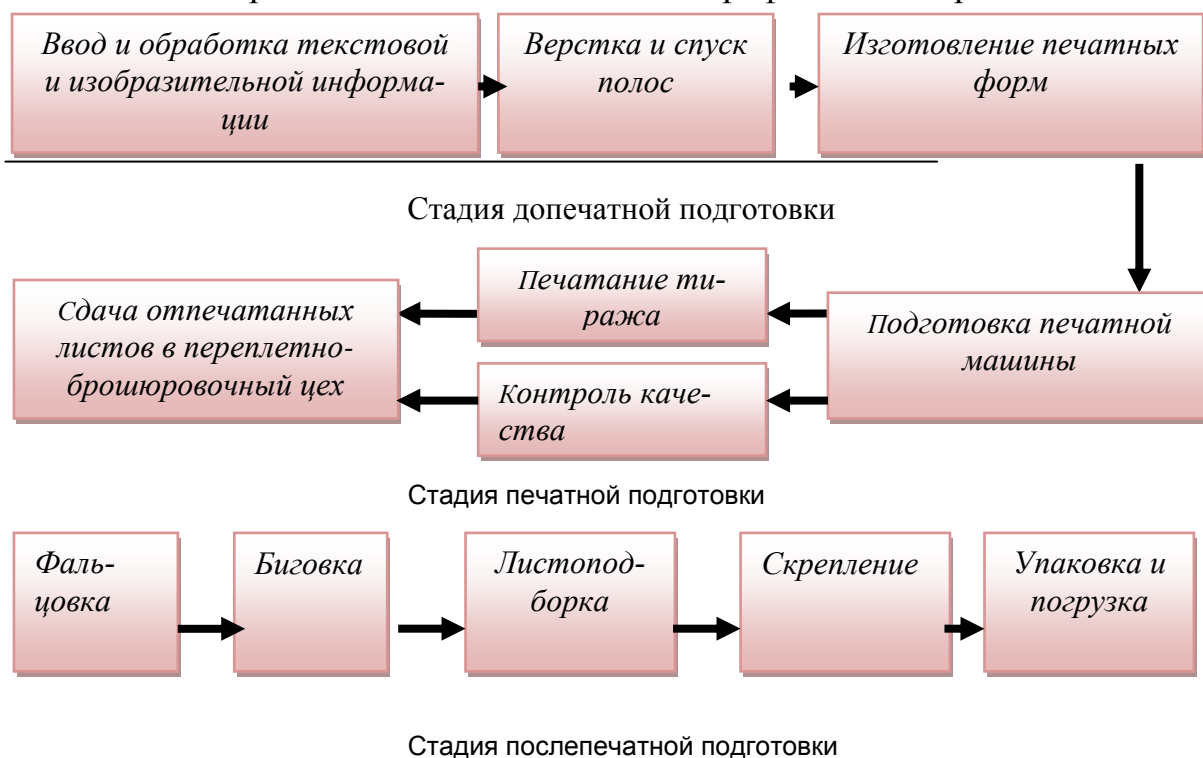 Ввод и обработка текстовой
и изобразительной информа-
ции
Верстка и спуск
полос
Изготовление печатных
форм
Стадия допечатной подготовки
Печатание ти-
ража
Сдача отпечатанных
листов в переплетно-
брошюровочный цех
Подготовка печатной
машины
Контроль каче-
ства
Стадия печатной подготовки
Фаль-
цовка
Биговка
Листопод-
борка
Скрепление
Упаковка и
погрузка
Стадия послепечатной подготовки